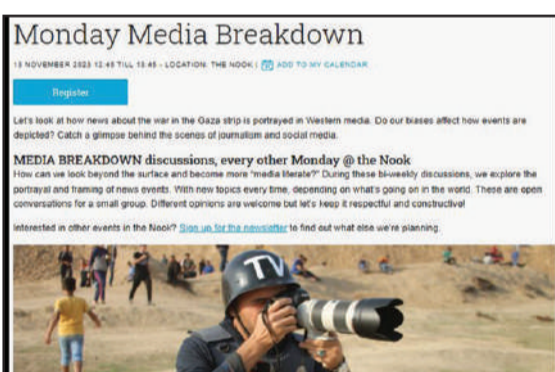 Monday Media Breakdown
13 NOVEMBER 2023 12:45 TILL 13:45 - LOCATION: THE NOOK | ADD TO MY CALENDAR
Register
Let's look at how news about the war in the Gaza strip is portrayed in Western media. Do our biases affect how events are
depicted? Catch a glimpse behind the scenes of journalism and social media.
MEDIA BREAKDOWN discussions, every other Monday @ the Nook
How can we look beyond the surface and become more "media literate?" During these bi-weekly discussions, we explore the
portrayal and framing of news events. With new topics every time, depending on what's going on in the world. These are open
conversations for a small group. Different opinions are welcome but let's keep it respectful and constructive!
Interested in other events in the Nook? Sign up for the newsletter to find out what else we're planning.
TV